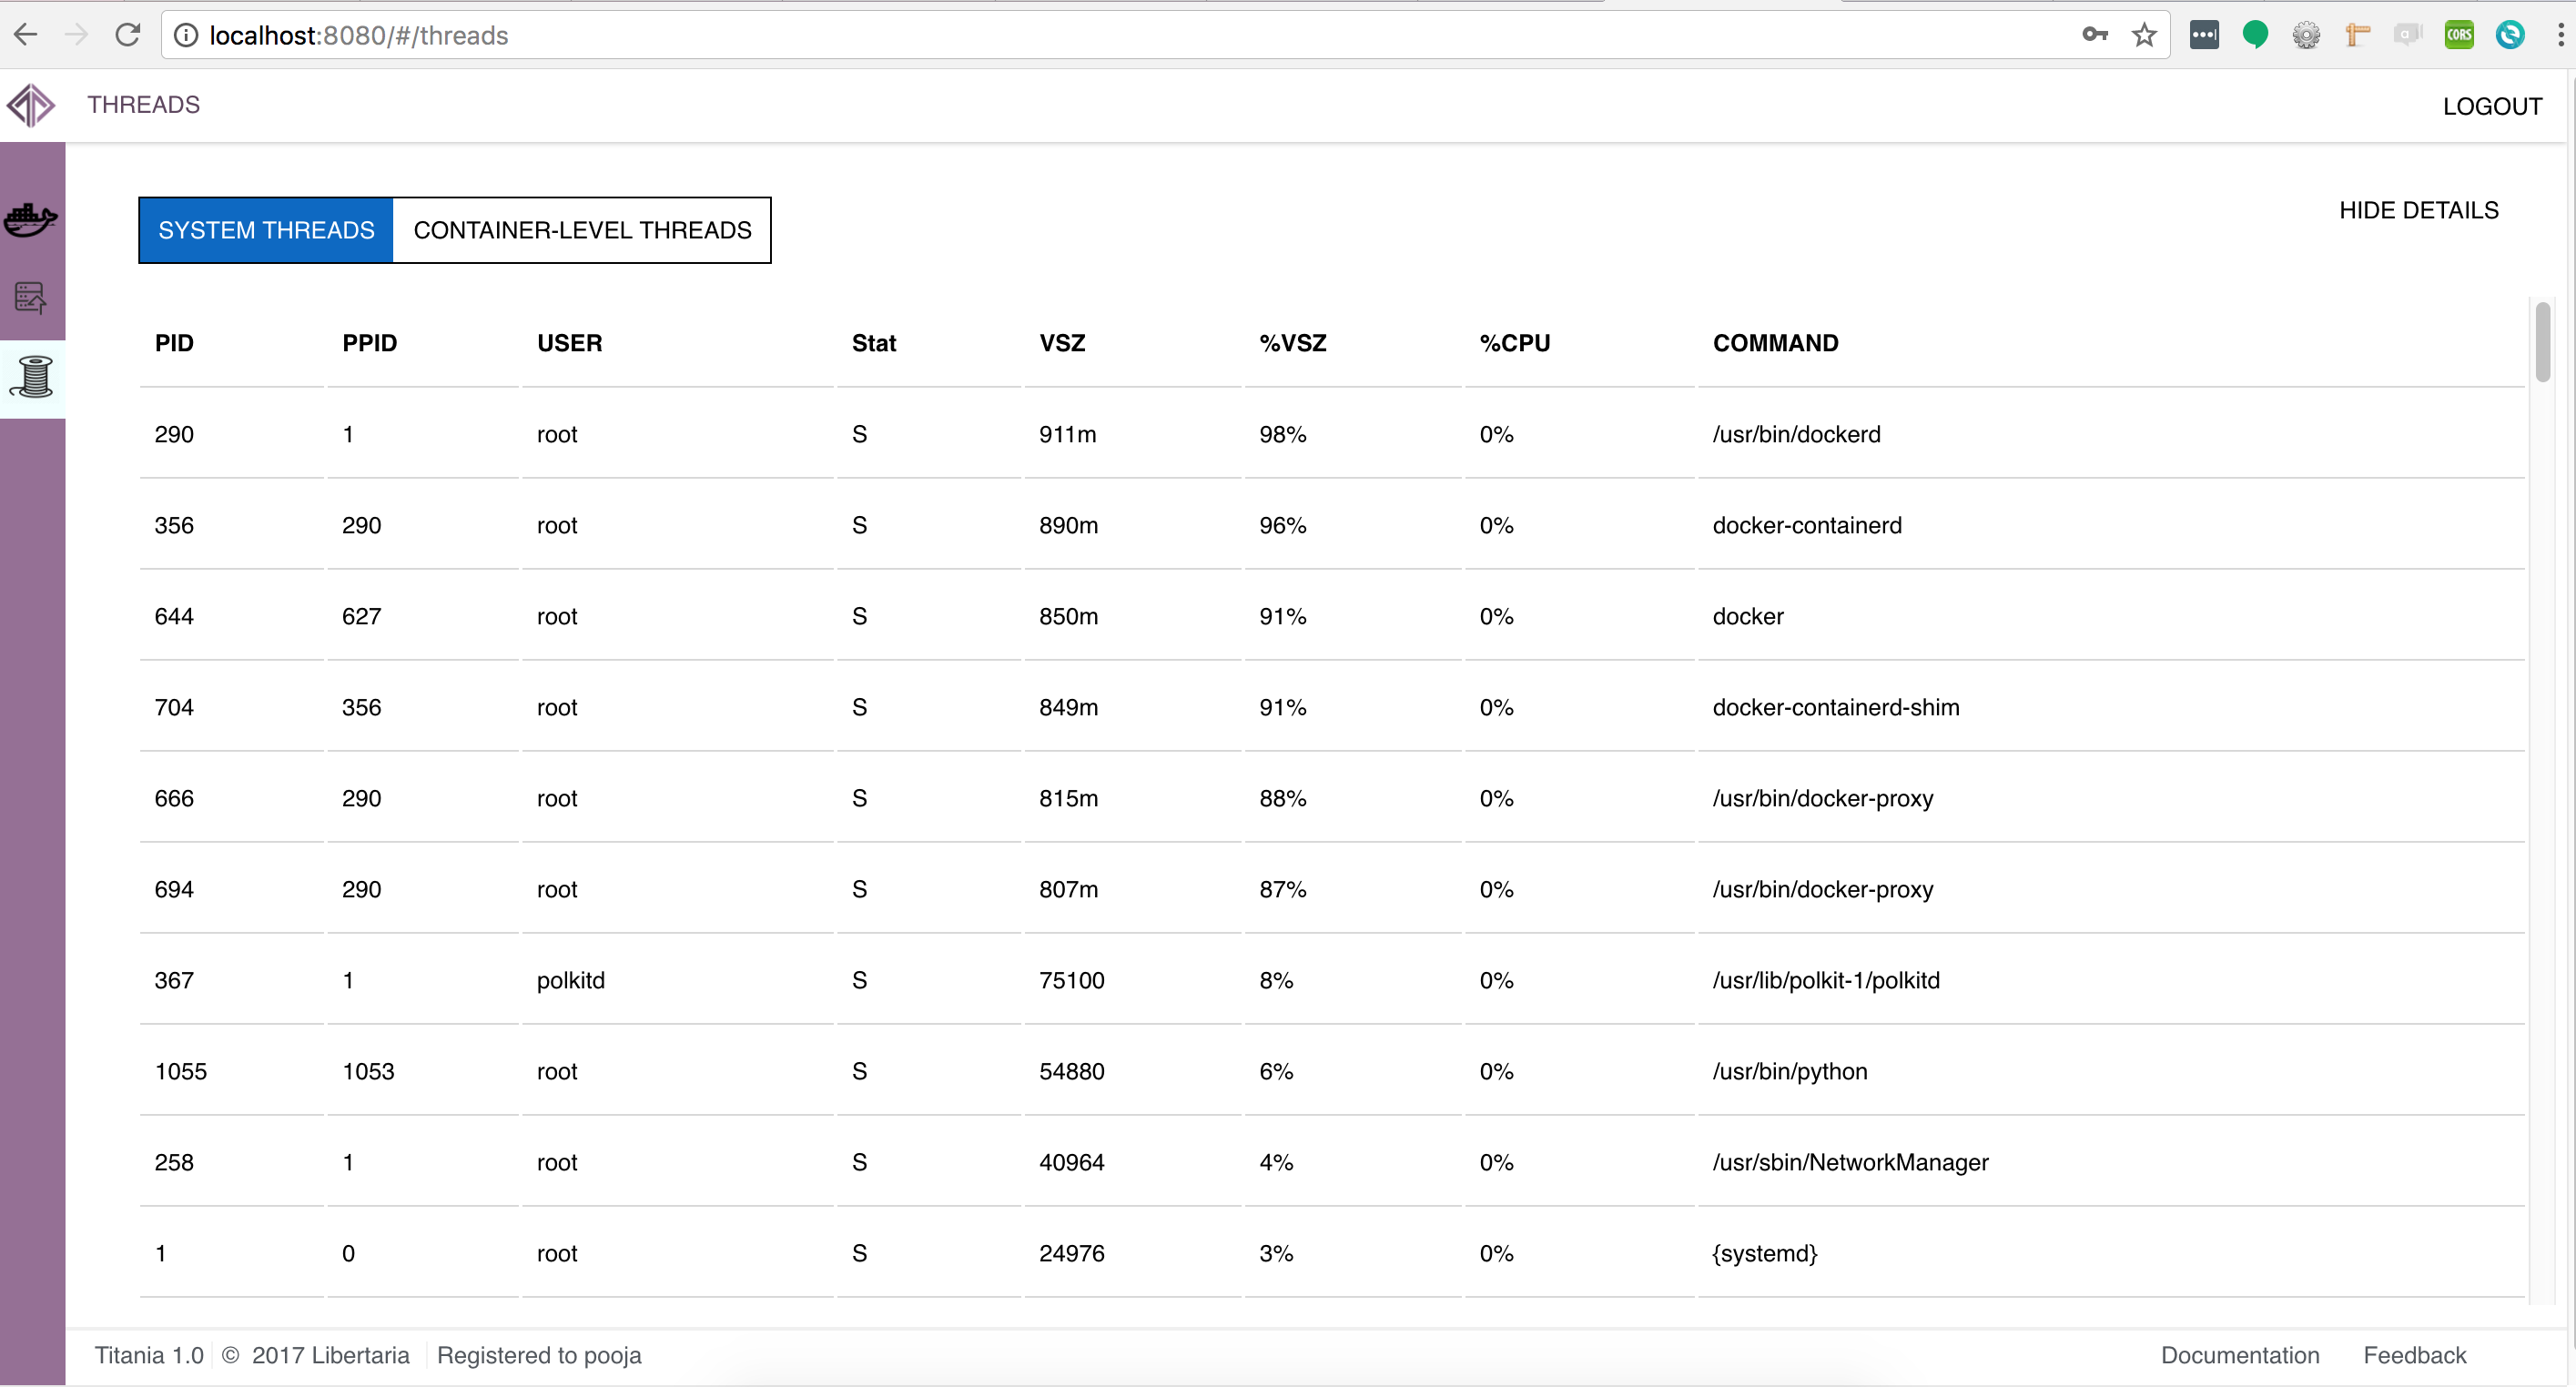 localhost:8080/#/threads
CORS
THREADS
LOGOUT
SYSTEM THREADS CONTAINER-LEVEL THREADS
HIDE DETAILS
PID PPID USER Stat VSZ %VSZ %CPU COMMAND
290 1 root S 911m 98% 0% /usr/bin/dockerd
356 290 root S 890m 96% 0% docker-containerd
644 627 root S 850m 91% 0% docker
704 356 root S 849m 91% 0% docker-containerd-shim
666 290 root S 815m 88% 0% /usr/bin/docker-proxy
694 290 root S 807m 87% 0% /usr/bin/docker-proxy
367 1 polkitd S 75100 8% 0% /usr/lib/polkit-1/polkitd
1055 1053 root S 54880 6% 0% /usr/bin/python
258 1 root S 40964 4% 0% /usr/sbin/NetworkManager
1 0 root S 24976 3% 0% {systemd}
Titania 1.0 © 2017 Libertaria Registered to pooja
Documentation Feedback